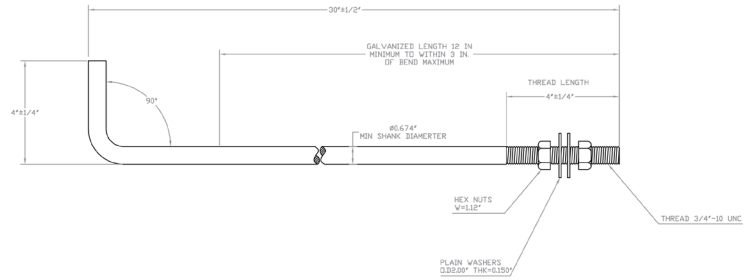 30"±1/2"
GALVANIZED LENGTH 12 IN
MINIMUM TO WITHIN 3 IN.
OF BEND MAXIMUM
THREAD LENGTH
4"±1/4"
4"±1/4"
90°
Ø0.674"
MIN SHANK DIAMERTER
HEX NUTS
W=1.12"
THREAD 3/4"-10 UNC
PLAIN WASHERS
O.D2.00" THK=0.150"